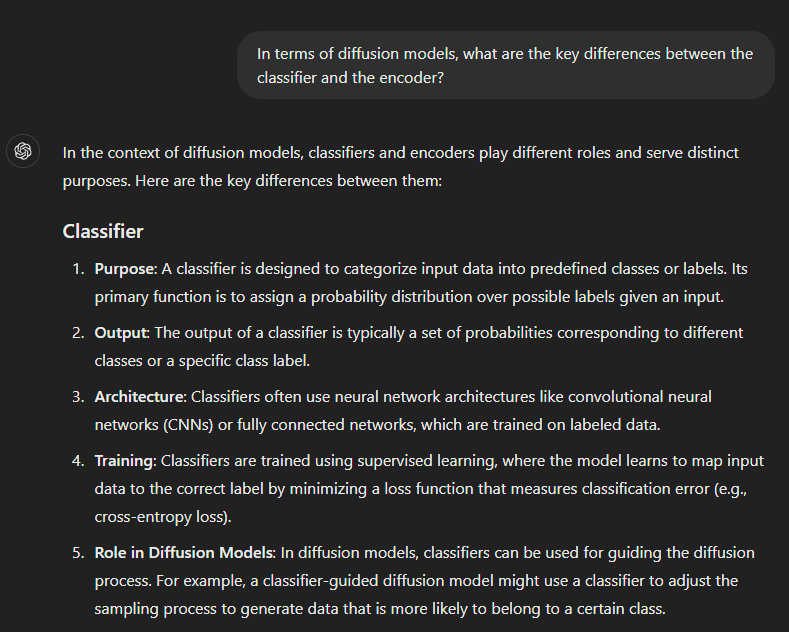 In terms of diffusion models, what are the key differences between the
classifier and the encoder?
In the context of diffusion models, classifiers and encoders play different roles and serve distinct
purposes. Here are the key differences between them:
Classifier
1. Purpose: A classifier is designed to categorize input data into predefined classes or labels. Its
primary function is to assign a probability distribution over possible labels given an input.
2. Output: The output of a classifier is typically a set of probabilities corresponding to different
classes or a specific class label.
3. Architecture: Classifiers often use neural network architectures like convolutional neural
networks (CNNs) or fully connected networks, which are trained on labeled data.
4. Training: Classifiers are trained using supervised learning, where the model learns to map input
data to the correct label by minimizing a loss function that measures classification error (e.g.,
cross-entropy loss).
5. Role in Diffusion Models: In diffusion models, classifiers can be used for guiding the diffusion
process. For example, a classifier-guided diffusion model might use a classifier to adjust the
sampling process to generate data that is more likely to belong to a certain class.